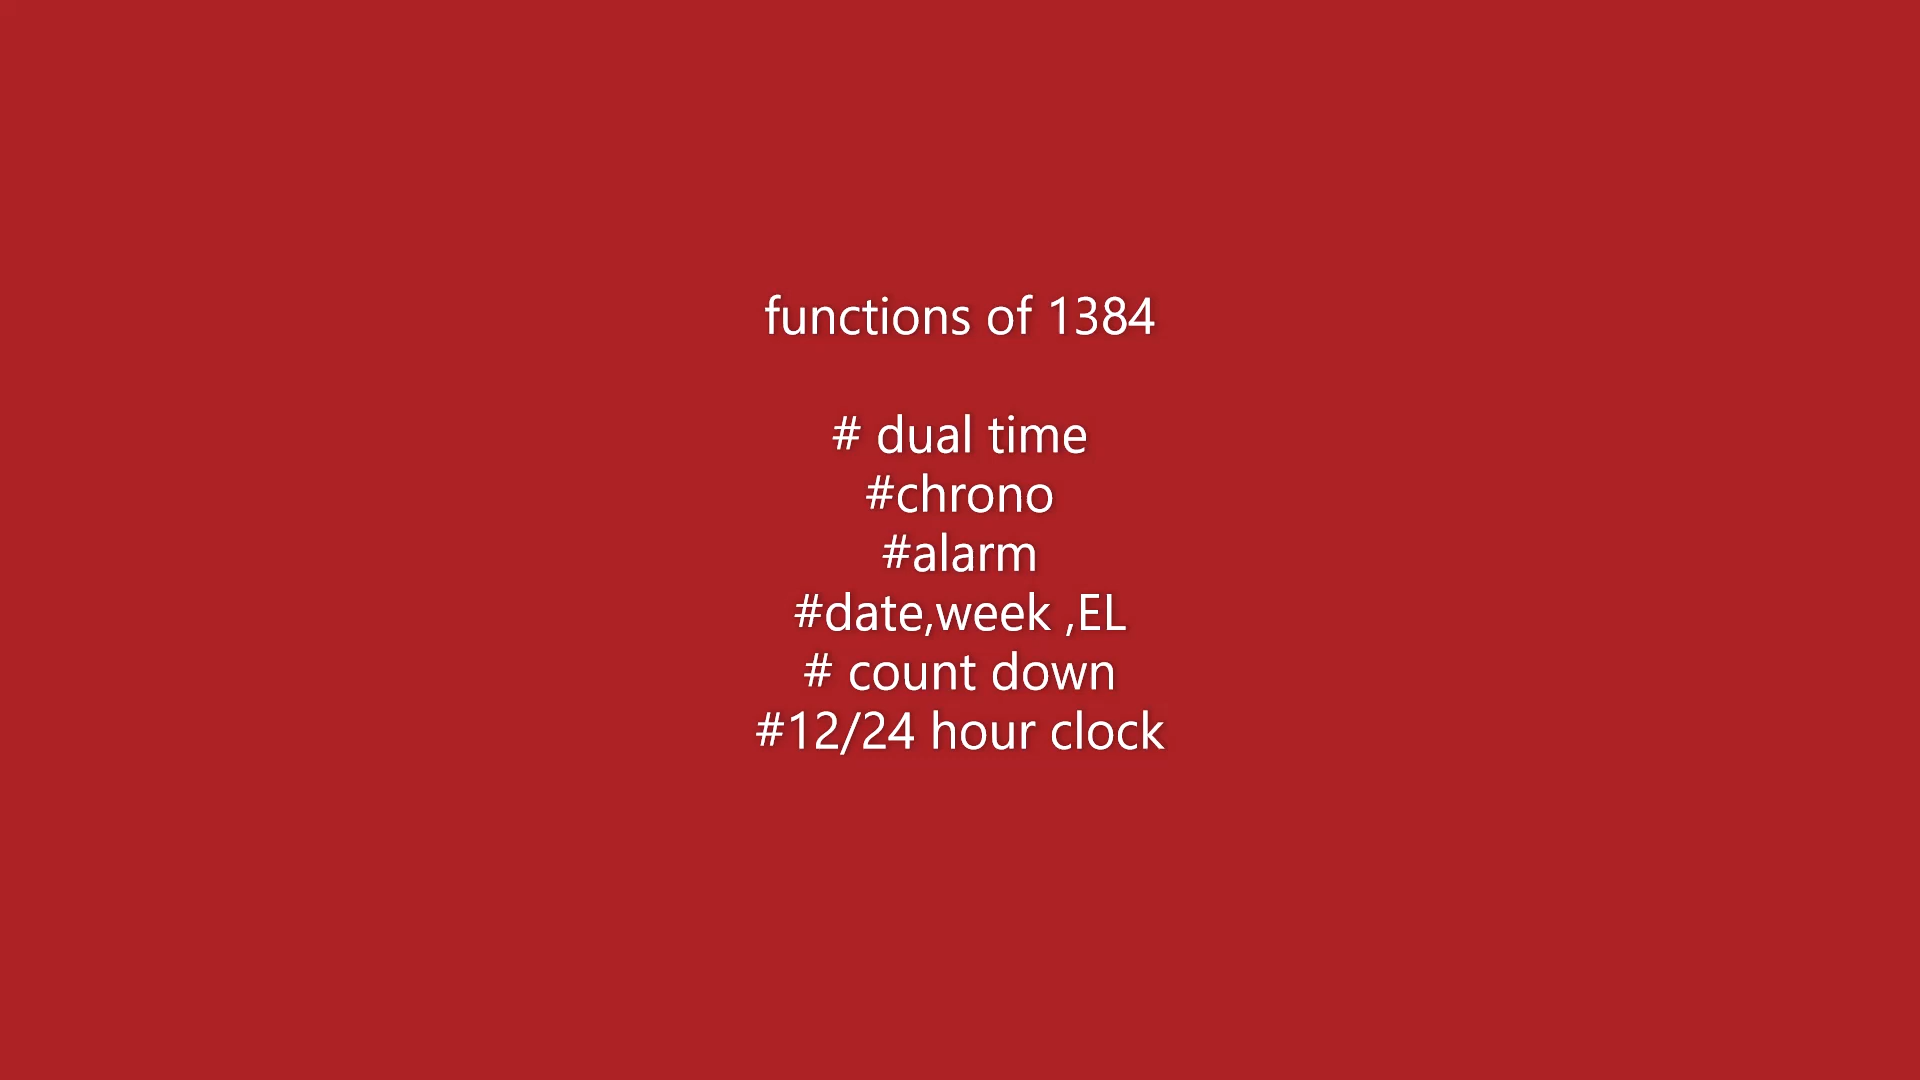 functions of 1384
# dual time
#chrono
#alarm
#date,week ,EL
# count down
#12/24 hour clock